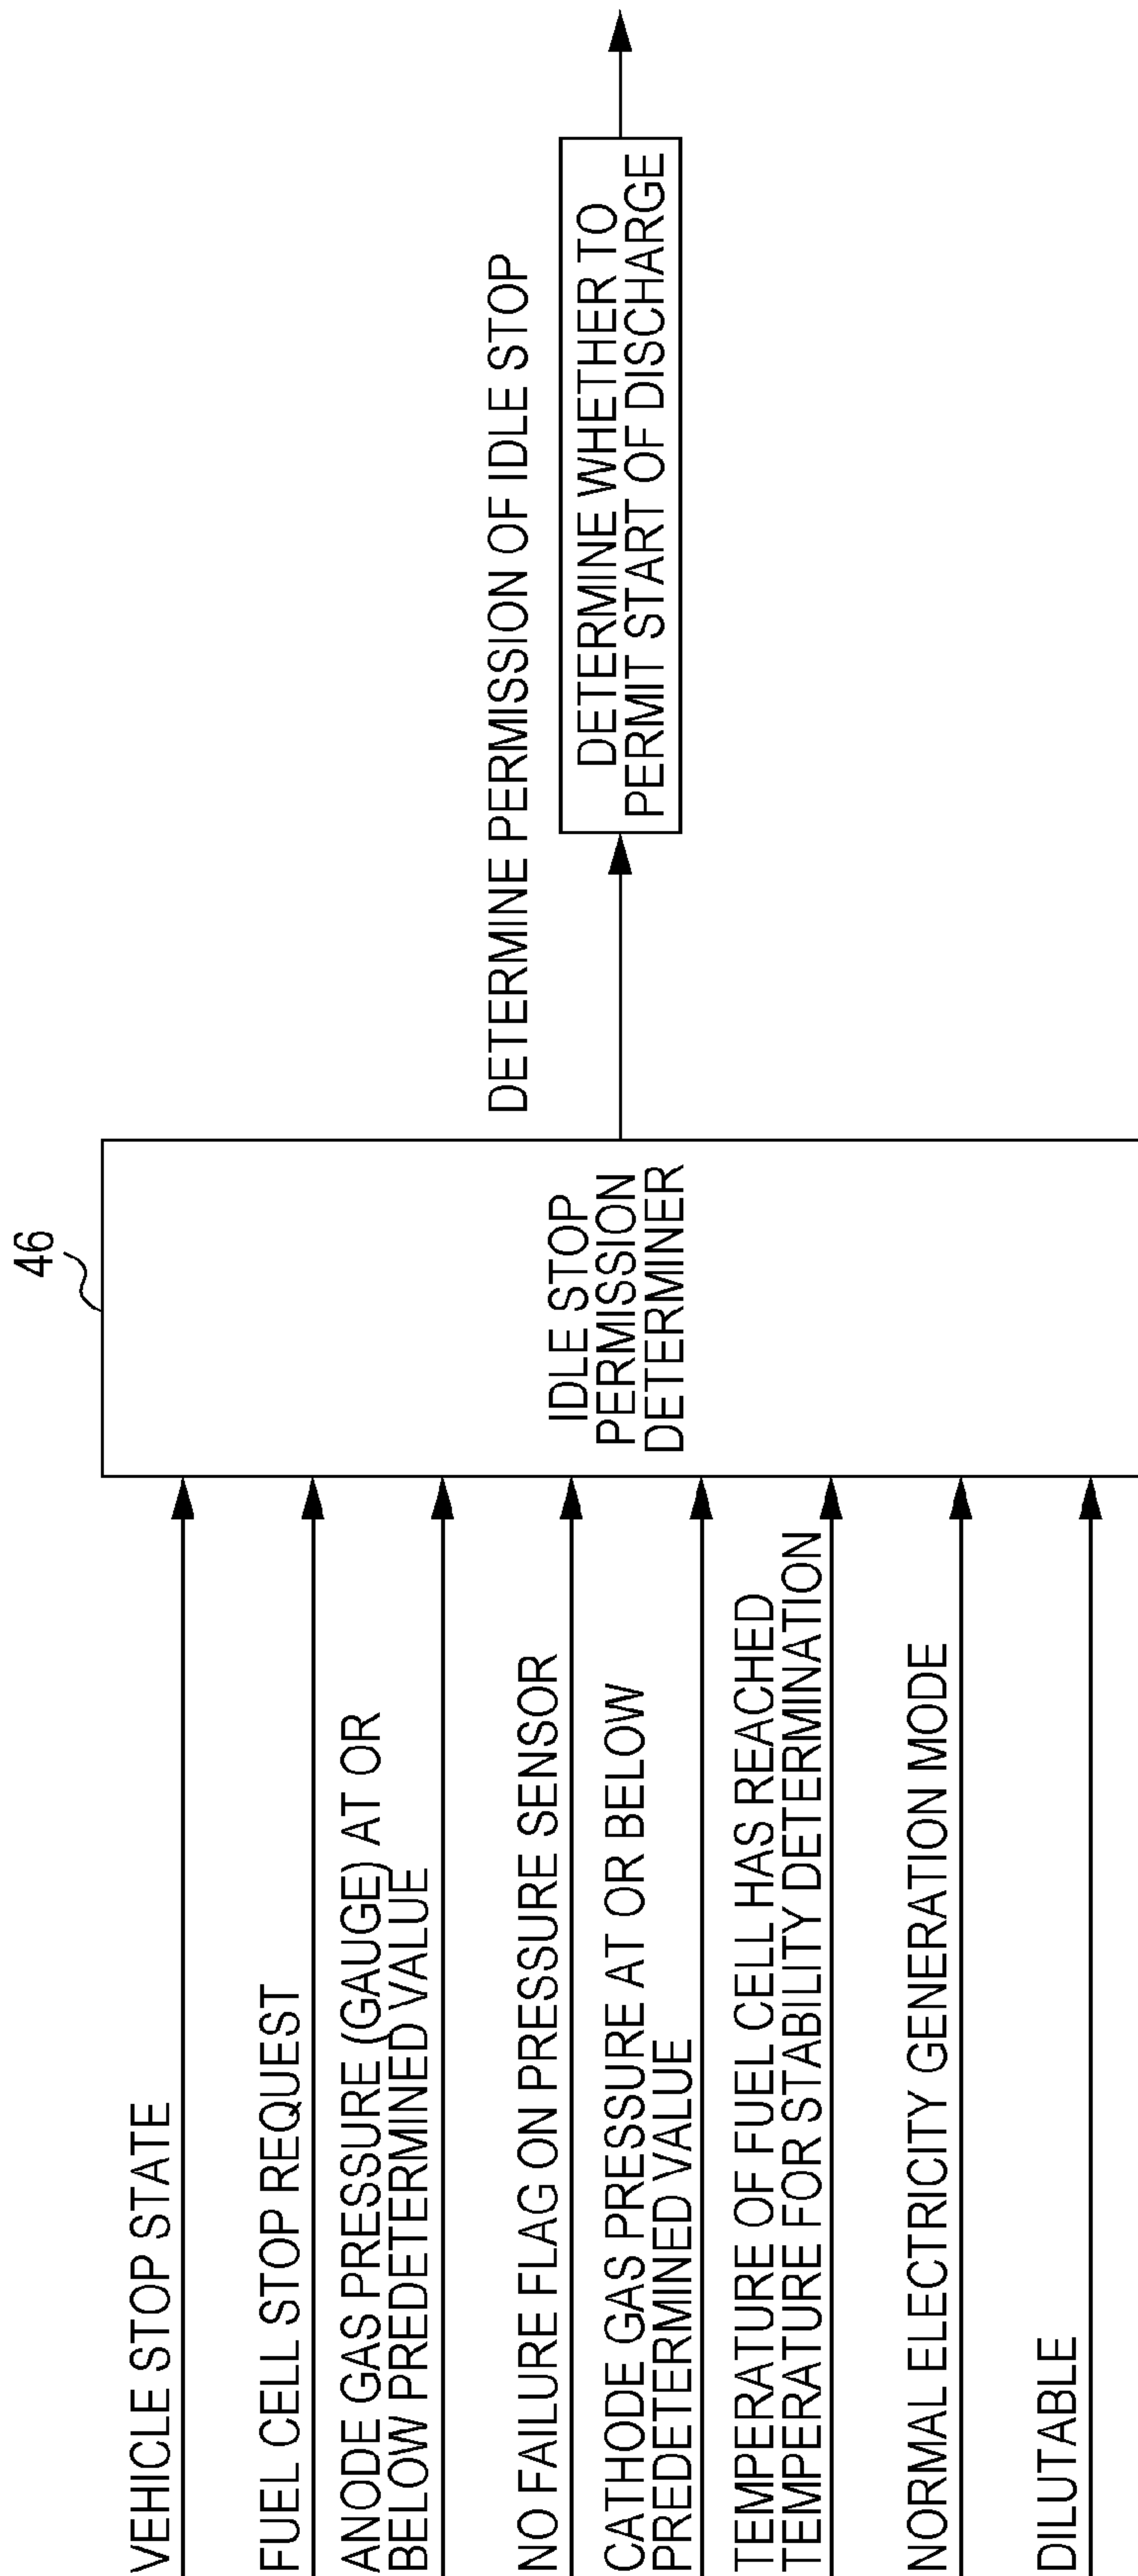 VEHICLE STOP STATE
FUEL CELL STOP REQUEST
ANODE GAS PRESSURE (GAUGE) AT OR
BELOW PREDETERMINED VALUE
NO FAILURE FLAG ON PRESSURE SENSOR
CATHODE GAS PRESSURE AT OR BELOW
PREDETERMINED VALUE
TEMPERATURE OF FUEL CELL HAS REACHED
TEMPERATURE FOR STABILITY DETERMINATION
NORMAL ELECTRICITY GENERATION MODE
DILUTABLE
46
IDLE STOP
PERMISSION
DETERMINER
DETERMINE PERMISSION OF IDLE STOP
DETERMINE WHETHER TO
PERMIT START OF DISCHARGE